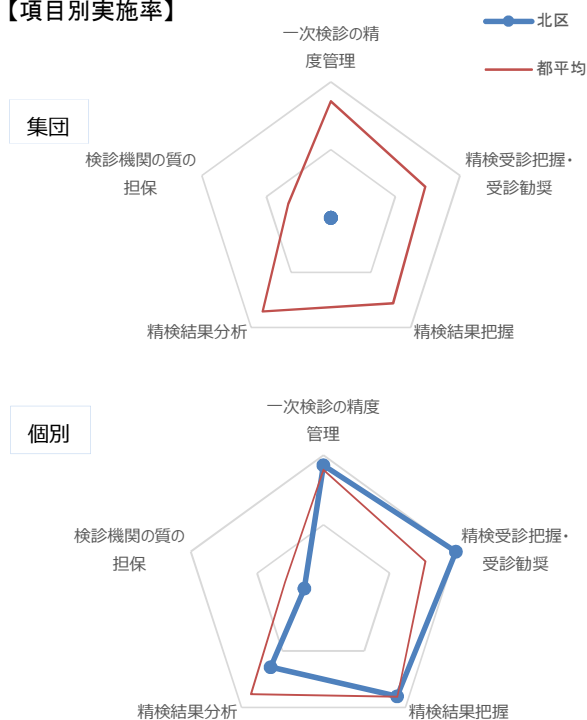 【項目別実施率】
北区
都平均
集団
一次検診の精
度管理
検診機関の質の
担保
精検受診把握・
受診勧奨
精検結果分析
精検結果把握
個別
一次検診の精度
管理
検診機関の質の
担保
精検受診把握・
受診勧奨
精検結果分析
精検結果把握